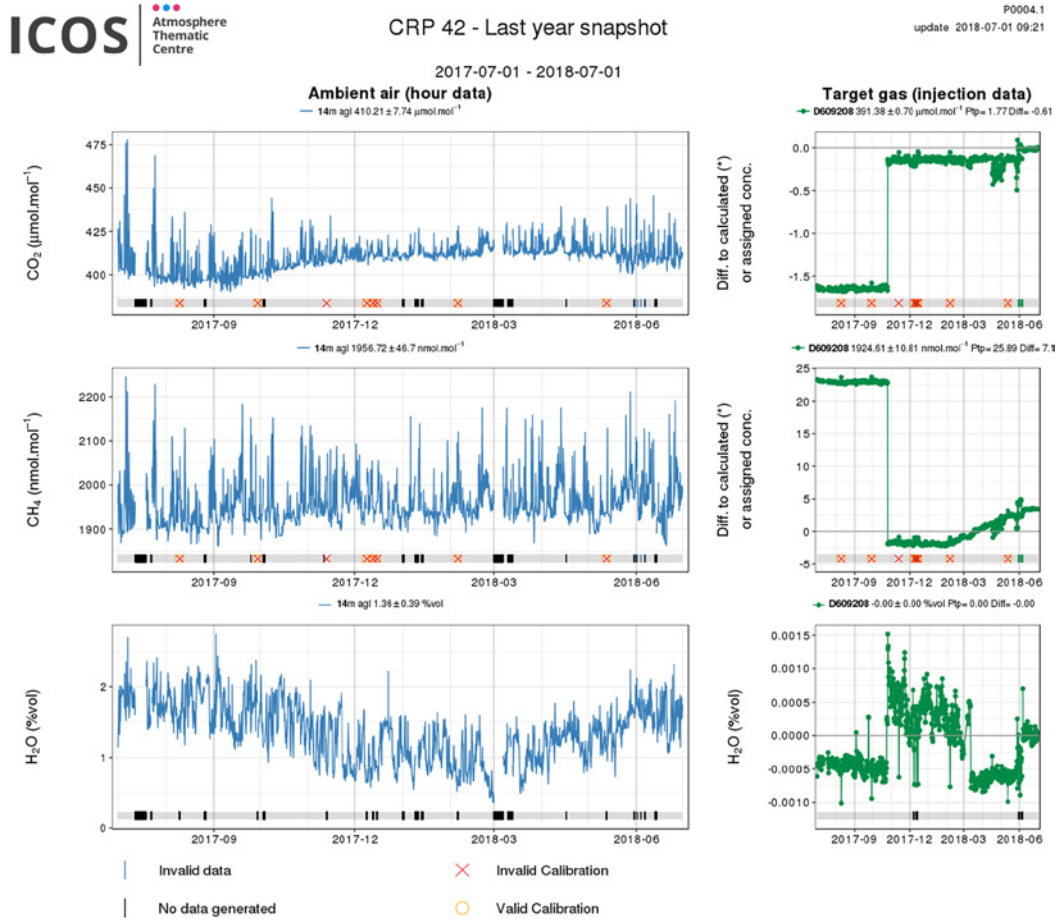 ICOS
Atmosphere
Thematic
Centre
CRP 42 - Last year snapshot
P0004.1
update 2018-07-01 09:21
2017-07-01 - 2018-07-01
Ambient air (hour data)
14m agl 410.21 ± 7.74 μmol.mol⁻¹
CO₂ (μmol.mol⁻¹)
475
450
425
400
2017-09 2017-12 2018-03 2018-06
Target gas (injection data)
D609208 391.38 ± 0.70 μmol.mol⁻¹ Ptp= 1.77 Diff= -0.61
Diff. to calculated (*)
or assigned conc.
0.0
-0.5
-1.0
-1.5
2017-09 2017-12 2018-03 2018-06
14m agl 1956.72 ± 46.7 nmol.mol⁻¹
CH₄ (nmol.mol⁻¹)
2200
2100
2000
1900
2017-09 2017-12 2018-03 2018-06
D609208 1924.61 ± 10.81 nmol.mol⁻¹ Ptp= 25.89 Diff= 7.1
Diff. to calculated (*)
or assigned conc.
25
20
15
10
5
0
-5
2017-09 2017-12 2018-03 2018-06
14m agl 1.36 ± 0.39 %vol
H₂O (%vol)
2
1
0
2017-09 2017-12 2018-03 2018-06
D609208 -0.00 ± 0.00 %vol Ptp= 0.00 Diff= -0.00
H₂O (%vol)
0.0015
0.0010
0.0005
0.0000
-0.0005
-0.0010
2017-09 2017-12 2018-03 2018-06
Invalid data
Invalid Calibration
No data generated
Valid Calibration